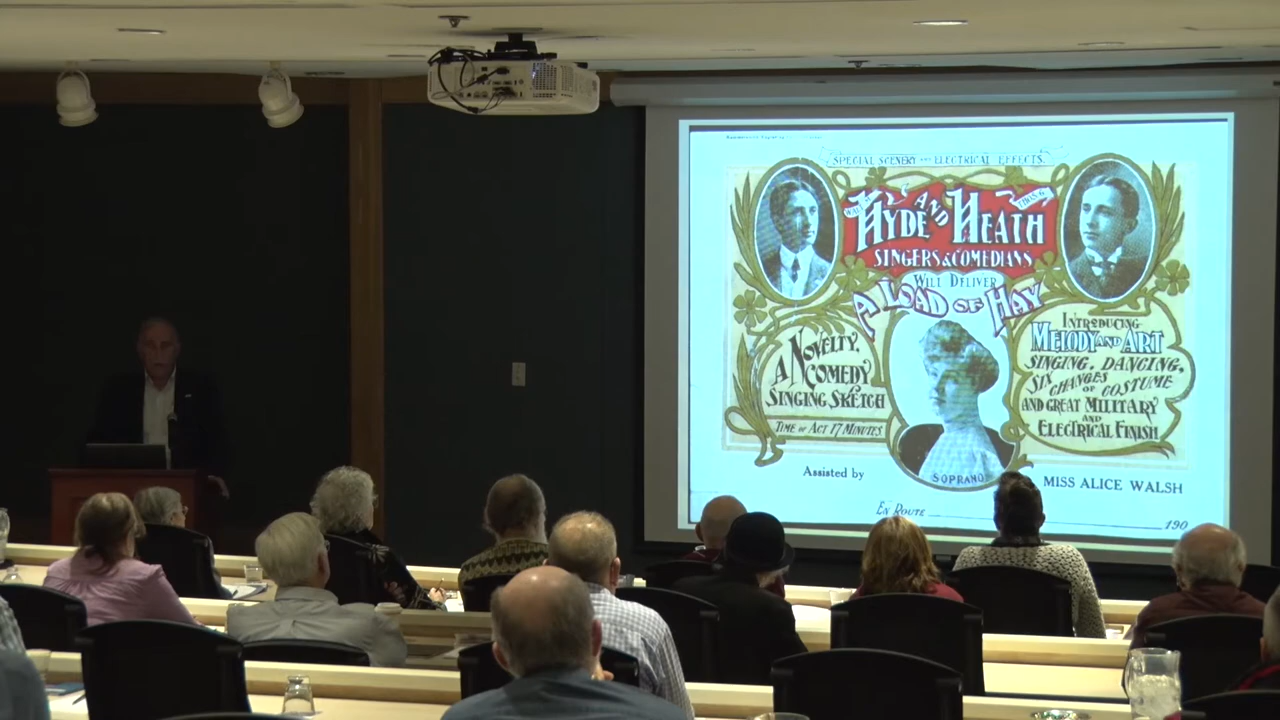 SPECIAL SCENERY AND ELECTRICAL EFFECTS.
HYDE AND HEATH
SINGERS & COMEDIANS
WILL DELIVER
A LOAD OF HAY
A NOVELTY,
COMEDY
SINGING SKETCH
TIME OF ACT 17 MINUTES
INTRODUCING
MELODY AND ART
SINGING, DANCING,
SIX CHANGES OF COSTUME
AND GREAT MILITARY
AND
ELECTRICAL FINISH
SOPRANO
Assisted by
MISS ALICE WALSH
EN ROUTE
190